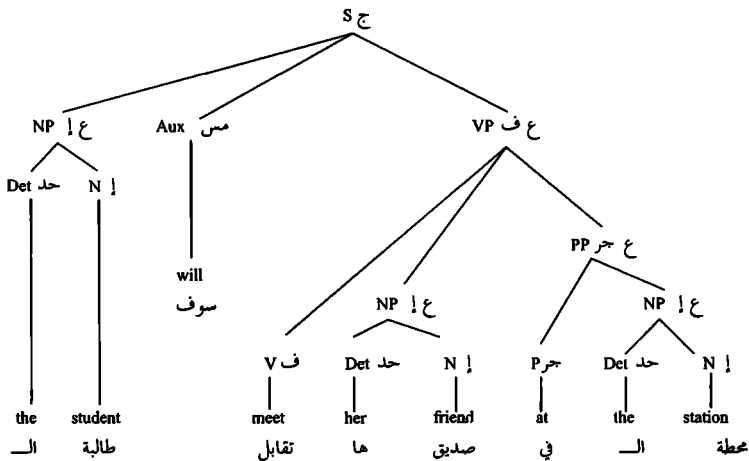 S ج
NP ع إ Aux مس VP ع ف
Det حد N إ
PP ع جر
will
سوف
NP ع إ NP ع إ
V ف Det حد N إ P جر Det حد N إ
the student meet her friend at the station
الـ طالبة تقابل ها صديق في الـ محطة